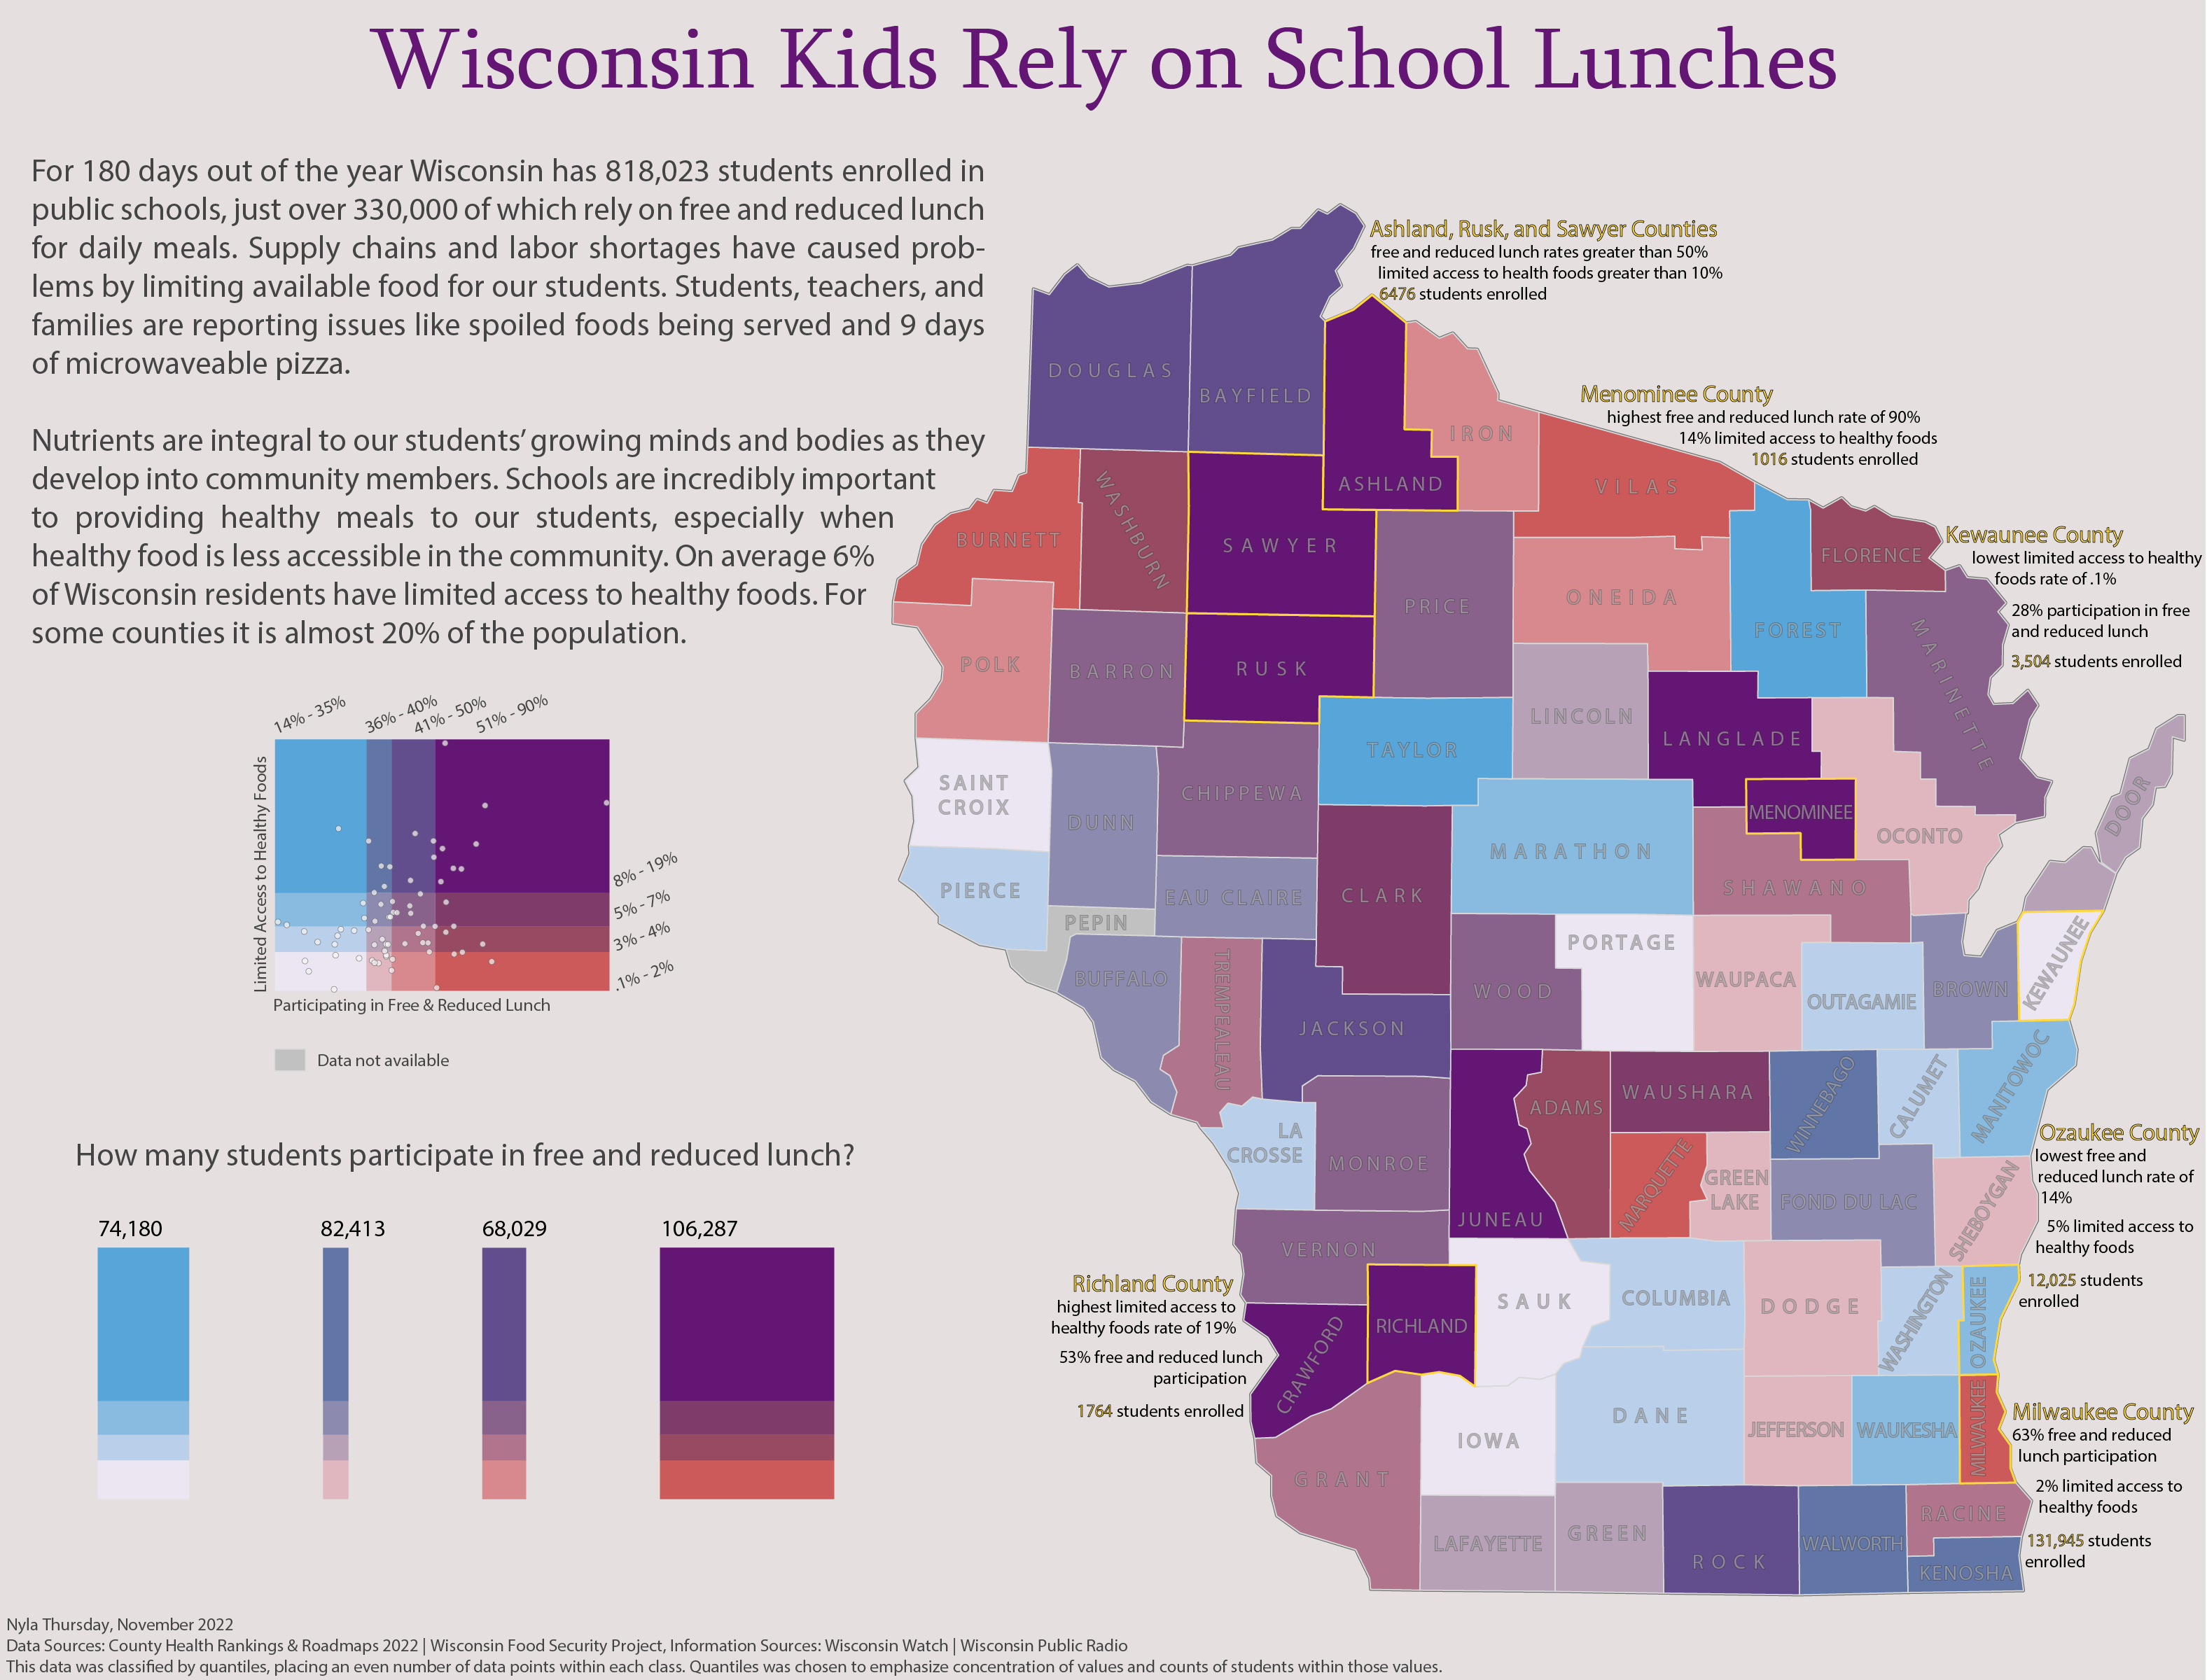 Wisconsin Kids Rely on School Lunches
For 180 days out of the year Wisconsin has 818,023 students enrolled in
public schools, just over 330,000 of which rely on free and reduced lunch
for daily meals. Supply chains and labor shortages have caused prob-
lems by limiting available food for our students. Students, teachers, and
families are reporting issues like spoiled foods being served and 9 days
of microwaveable pizza.
Nutrients are integral to our students' growing minds and bodies as they
develop into community members. Schools are incredibly important
to providing healthy meals to our students, especially when
healthy food is less accessible in the community. On average 6%
of Wisconsin residents have limited access to healthy foods. For
some counties it is almost 20% of the population.
14% - 35%
36% - 40%
41% - 50%
51% - 90%
Limited Access to Healthy Foods
8% - 19%
5% - 7%
3% - 4%
.1% - 2%
Participating in Free & Reduced Lunch
Data not available
How many students participate in free and reduced lunch?
74,180
82,413
68,029
106,287
Ashland, Rusk, and Sawyer Counties
free and reduced lunch rates greater than 50%
limited access to health foods greater than 10%
6476 students enrolled
Menominee County
highest free and reduced lunch rate of 90%
14% limited access to healthy foods
1016 students enrolled
Kewaunee County
lowest limited access to healthy
foods rate of .1%
28% participation in free
and reduced lunch
3,504 students enrolled
Ozaukee County
lowest free and
reduced lunch rate of
14%
5% limited access to
healthy foods
12,025 students
enrolled
Milwaukee County
63% free and reduced
lunch participation
2% limited access to
healthy foods
131,945 students
enrolled
Richland County
highest limited access to
healthy foods rate of 19%
53% free and reduced lunch
participation
1764 students enrolled
DOUGLAS
BAYFIELD
ASHLAND
IRON
VILAS
BURNETT
WASHBURN
SAWYER
PRICE
ONEIDA
FOREST
FLORENCE
MARINETTE
POLK
BARRON
RUSK
LINCOLN
LANGLADE
TAYLOR
SAINT
CROIX
DUNN
CHIPPEWA
MARATHON
MENOMINEE
OCONTO
DOOR
PIERCE
PEPIN
EAU CLAIRE
CLARK
SHAWANO
BUFFALO
TREMPEALEAU
JACKSON
WOOD
PORTAGE
WAUPACA
OUTAGAMIE
BROWN
KEWAUNEE
LA
CROSSE
MONROE
JUNEAU
ADAMS
WAUSHARA
WINNEBAGO
CALUMET
MANITOWOC
MARQUETTE
GREEN
LAKE
FOND DU LAC
SHEBOYGAN
VERNON
CRAWFORD
RICHLAND
SAUK
COLUMBIA
DODGE
WASHINGTON
OZAUKEE
GRANT
IOWA
DANE
JEFFERSON
WAUKESHA
MILWAUKEE
LAFAYETTE
GREEN
ROCK
WALWORTH
RACINE
KENOSHA
Nyla Thursday, November 2022
Data Sources: County Health Rankings & Roadmaps 2022 | Wisconsin Food Security Project, Information Sources: Wisconsin Watch | Wisconsin Public Radio
This data was classified by quantiles, placing an even number of data points within each class. Quantiles was chosen to emphasize concentration of values and counts of students within those values.